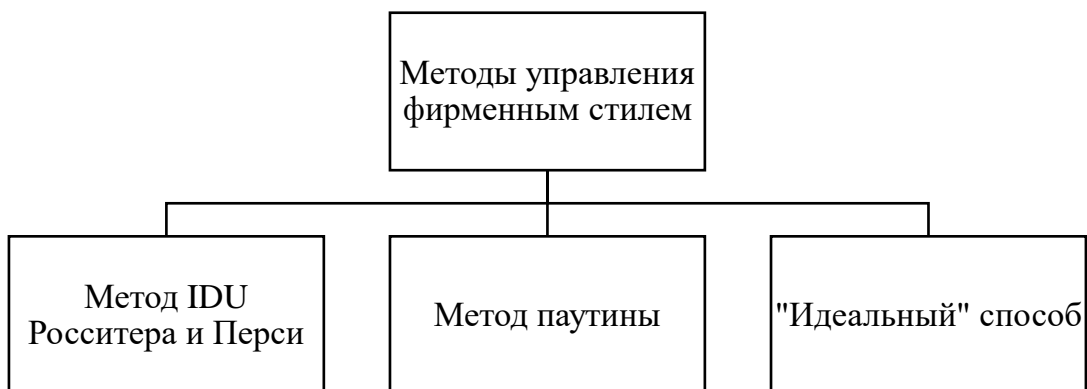 Методы управления
фирменным стилем
Метод IDU
Росситера и Перси
Метод паутины
"Идеальный" способ